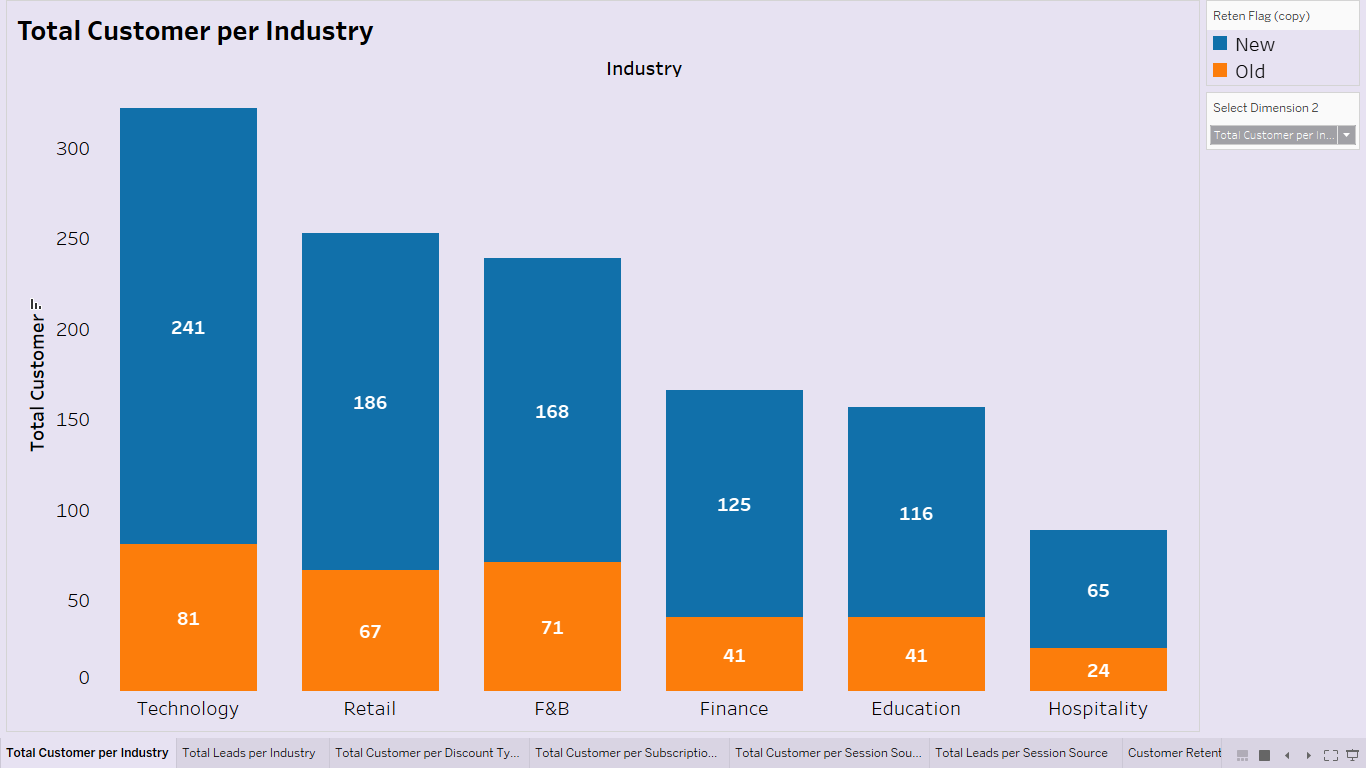 Total Customer per Industry
Industry
Total Customer
300
250
200
150
100
50
0
241
186
168
125
116
65
81
67
71
41
41
24
Technology Retail F&B Finance Education Hospitality
Reten Flag (copy)
New
Old
Select Dimension 2
Total Customer per In...
Total Customer per Industry Total Leads per Industry Total Customer per Discount Ty... Total Customer per Subscriptio... Total Customer per Session Sou... Total Leads per Session Source Customer Retent